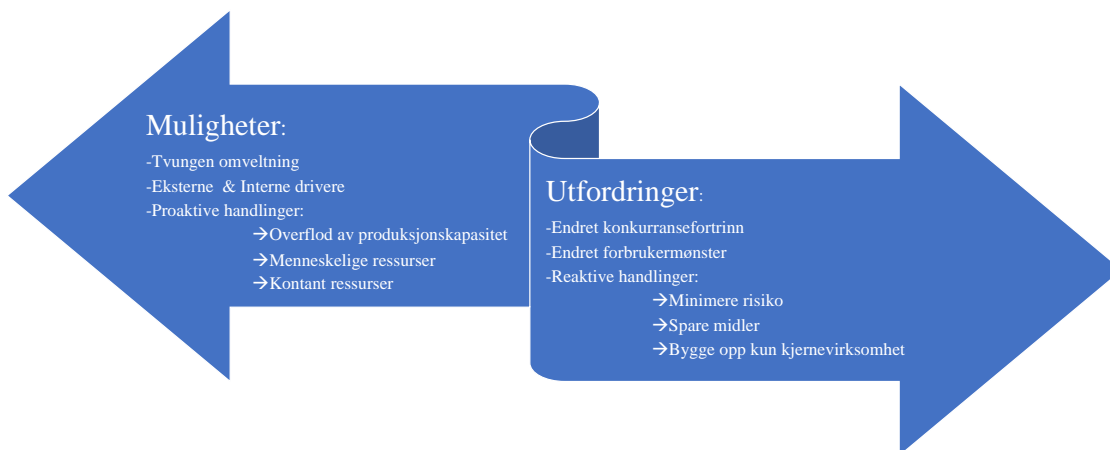 Muligheter:
-Tvungen omveltning
-Eksterne & Interne drivere
-Proaktive handlinger:
→Overflod av produksjonskapasitet
→Menneskelige ressurser
→Kontant ressurser
Utfordringer:
-Endret konkurransefortrinn
-Endret forbrukermønster
-Reaktive handlinger:
→Minimere risiko
→Spare midler
→Bygge opp kun kjernevirksomhet